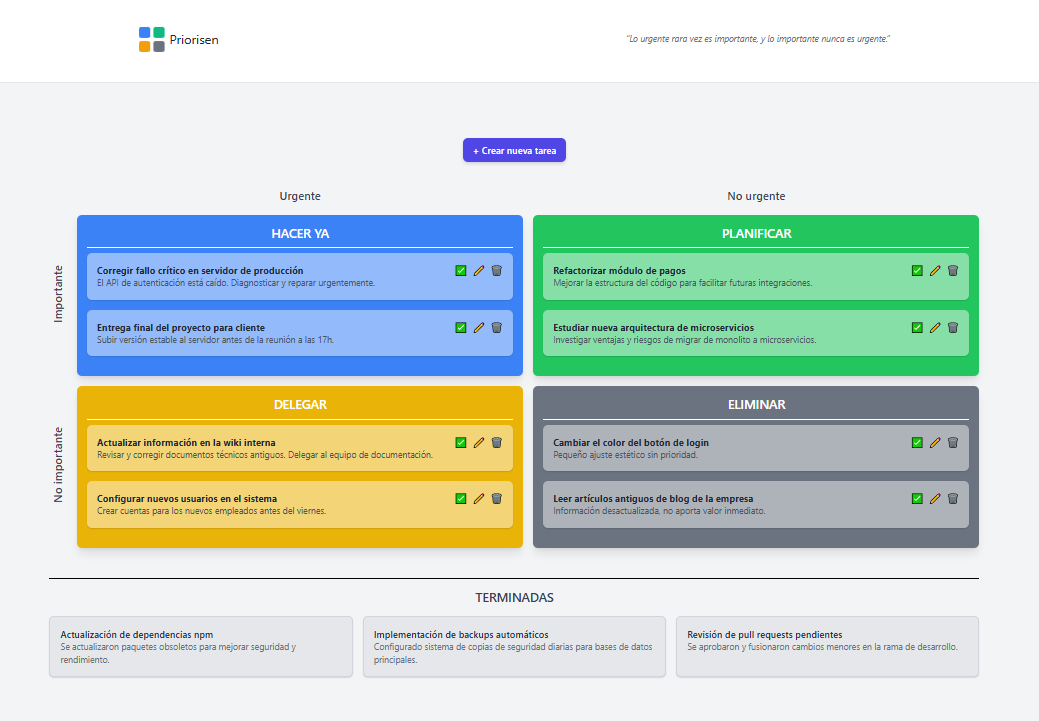 Priorisen
"Lo urgente rara vez es importante, y lo importante nunca es urgente."
+ Crear nueva tarea
Urgente
No urgente
Importante
HACER YA
Corregir fallo crítico en servidor de producción
El API de autenticación está caído. Diagnosticar y reparar urgentemente.
Entrega final del proyecto para cliente
Subir versión estable al servidor antes de la reunión a las 17h.
PLANIFICAR
Refactorizar módulo de pagos
Mejorar la estructura del código para facilitar futuras integraciones.
Estudiar nueva arquitectura de microservicios
Investigar ventajas y riesgos de migrar de monolito a microservicios.
No importante
DELEGAR
Actualizar información en la wiki interna
Revisar y corregir documentos técnicos antiguos. Delegar al equipo de documentación.
Configurar nuevos usuarios en el sistema
Crear cuentas para los nuevos empleados antes del viernes.
ELIMINAR
Cambiar el color del botón de login
Pequeño ajuste estético sin prioridad.
Leer artículos antiguos de blog de la empresa
Información desactualizada, no aporta valor inmediato.
TERMINADAS
Actualización de dependencias npm
Se actualizaron paquetes obsoletos para mejorar seguridad y
rendimiento.
Implementación de backups automáticos
Configurado sistema de copias de seguridad diarias para bases de datos
principales.
Revisión de pull requests pendientes
Se aprobaron y fusionaron cambios menores en la rama de desarrollo.